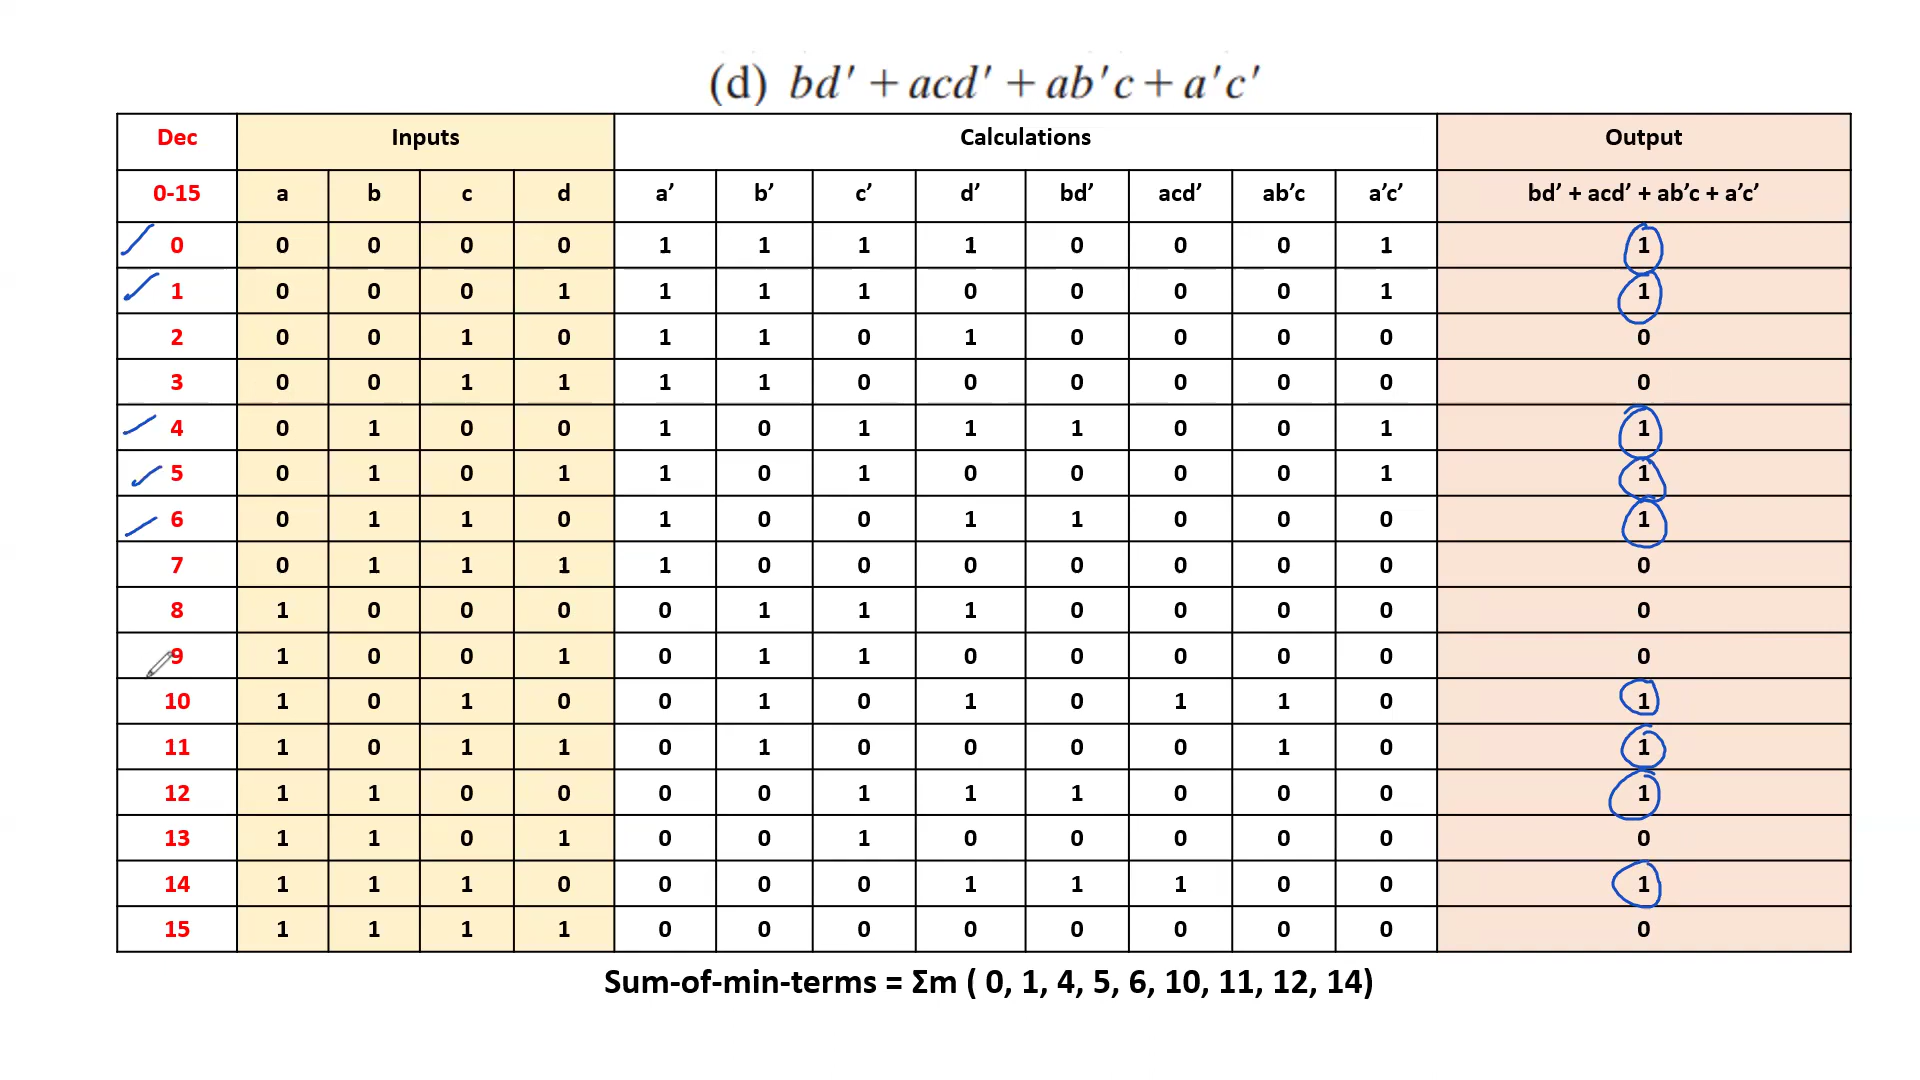 (d) bd′ + acd′ + ab′c + a′c′
Dec Inputs Calculations Output
0-15 a b c d a’ b’ c’ d’ bd’ acd’ ab’c a’c’ bd’ + acd’ + ab’c + a’c’
0 0 0 0 0 1 1 1 1 0 0 0 1 1
1 0 0 0 1 1 1 1 0 0 0 0 1 1
2 0 0 1 0 1 1 0 1 0 0 0 0 0
3 0 0 1 1 1 1 0 0 0 0 0 0 0
4 0 1 0 0 1 0 1 1 1 0 0 1 1
5 0 1 0 1 1 0 1 0 0 0 0 1 1
6 0 1 1 0 1 0 0 1 1 0 0 0 1
7 0 1 1 1 1 0 0 0 0 0 0 0 0
8 1 0 0 0 0 1 1 1 0 0 0 0 0
9 1 0 0 1 0 1 1 0 0 0 0 0 0
10 1 0 1 0 0 1 0 1 0 1 1 0 1
11 1 0 1 1 0 1 0 0 0 0 1 0 1
12 1 1 0 0 0 0 1 1 1 0 0 0 1
13 1 1 0 1 0 0 1 0 0 0 0 0 0
14 1 1 1 0 0 0 0 1 1 1 0 0 1
15 1 1 1 1 0 0 0 0 0 0 0 0 0
Sum-of-min-terms = Σm ( 0, 1, 4, 5, 6, 10, 11, 12, 14)